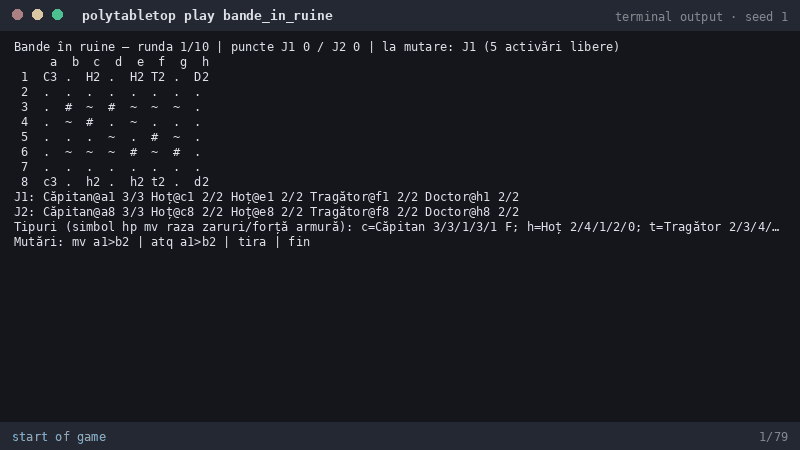 polytabletop play bande_in_ruine
terminal output · seed 1
Bande în ruine — runda 1/10 | puncte J1 0 / J2 0 | la mutare: J1 (5 activări libere)
a b c d e f g h
1 C3 . H2 . H2 T2 . D2
2 . . . . . . . .
3 . # ~ # ~ ~ ~ .
4 . ~ # . ~ . . .
5 . . . ~ . # ~ .
6 . ~ ~ ~ # ~ # .
7 . . . . . . . .
8 c3 . h2 . h2 t2 . d2
J1: Căpitan@a1 3/3 Hoț@c1 2/2 Hoț@e1 2/2 Tragător@f1 2/2 Doctor@h1 2/2
J2: Căpitan@a8 3/3 Hoț@c8 2/2 Hoț@e8 2/2 Tragător@f8 2/2 Doctor@h8 2/2
Tipuri (simbol hp mv raza zaruri/forță armură): c=Căpitan 3/3/1/3/1 F; h=Hoț 2/4/1/2/0; t=Tragător 2/3/4/…
Mutări: mv a1>b2 | atq a1>b2 | tira | fin
start of game
1/79